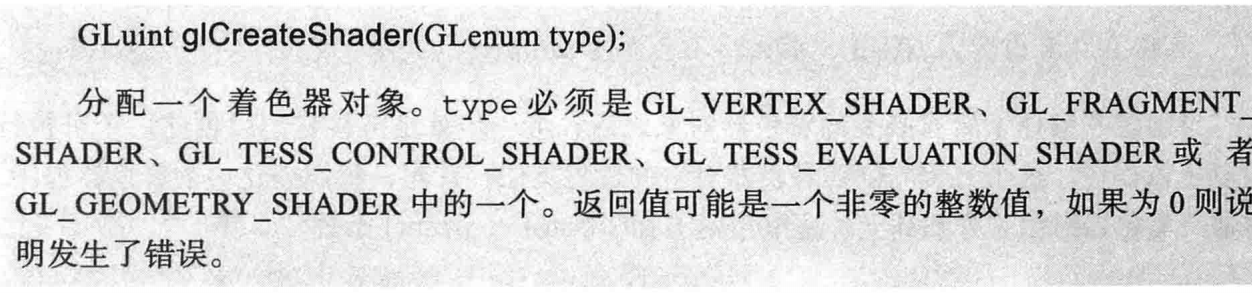 GLuint glCreateShader(GLenum type);
分配一个着色器对象。type 必须是 GL_VERTEX_SHADER、GL_FRAGMENT_
SHADER、GL_TESS_CONTROL_SHADER、GL_TESS_EVALUATION_SHADER 或 者
GL_GEOMETRY_SHADER 中的一个。返回值可能是一个非零的整数值，如果为 0 则说
明发生了错误。